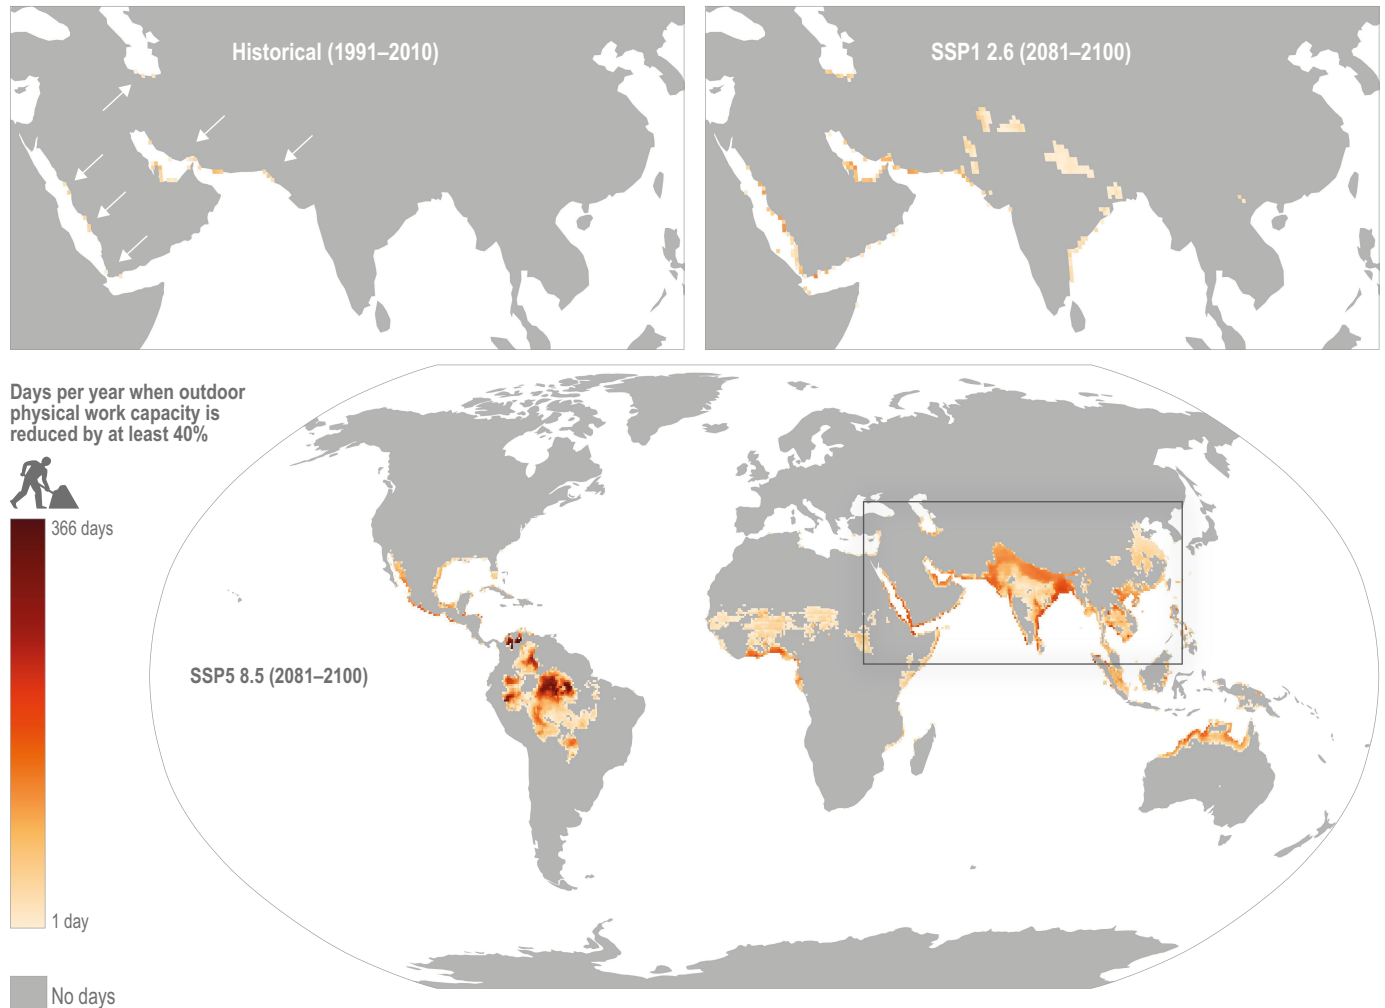 Historical (1991–2010)
SSP1 2.6 (2081–2100)
Days per year when outdoor
physical work capacity is
reduced by at least 40%
366 days
1 day
No days
SSP5 8.5 (2081–2100)